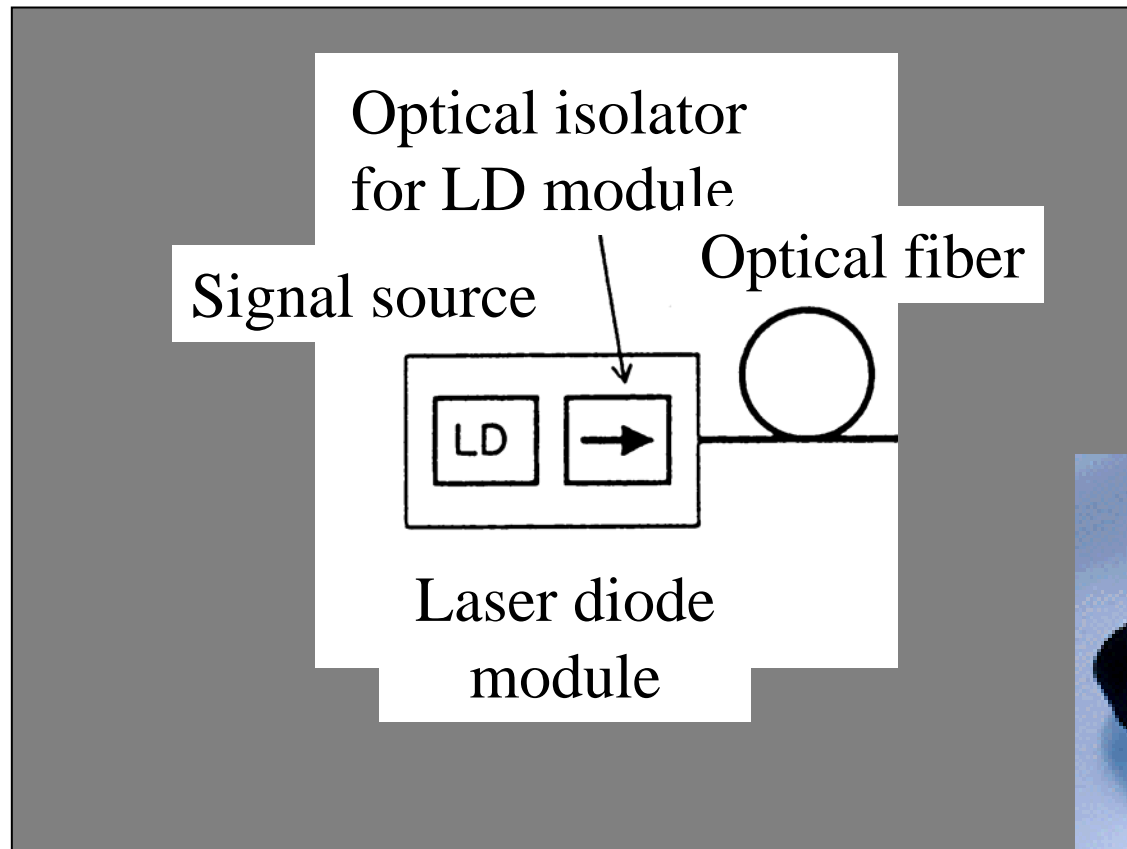 Optical isolator
for LD module
Optical fiber
Signal source
LD
Laser diode
module